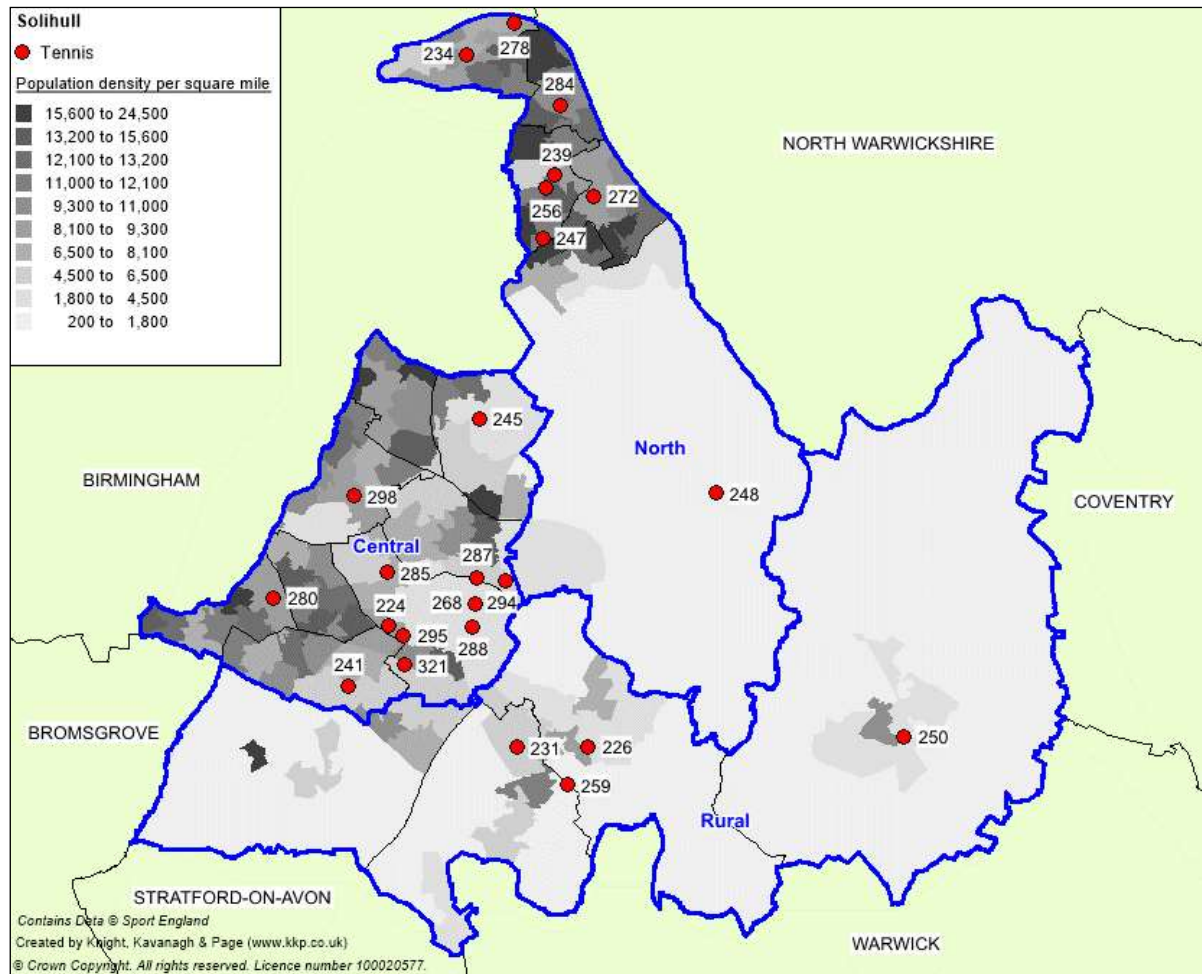 Solihull
Tennis
Population density per square mile
15,600 to 24,500
13,200 to 15,600
12,100 to 13,200
11,000 to 12,100
9,300 to 11,000
8,100 to 9,300
6,500 to 8,100
4,500 to 6,500
1,800 to 4,500
200 to 1,800
234
278
284
NORTH WARWICKSHIRE
239
272
256
247
245
North
BIRMINGHAM
298
248
COVENTRY
Central
287
285
280
224
268
294
295
288
321
241
BROMSGROVE
231
226
250
259
Rural
STRATFORD-ON-AVON
WARWICK
Contains Data © Sport England
Created by Knight, Kavanagh & Page (www.kkp.co.uk)
© Crown Copyright. All rights reserved. Licence number 100020577.